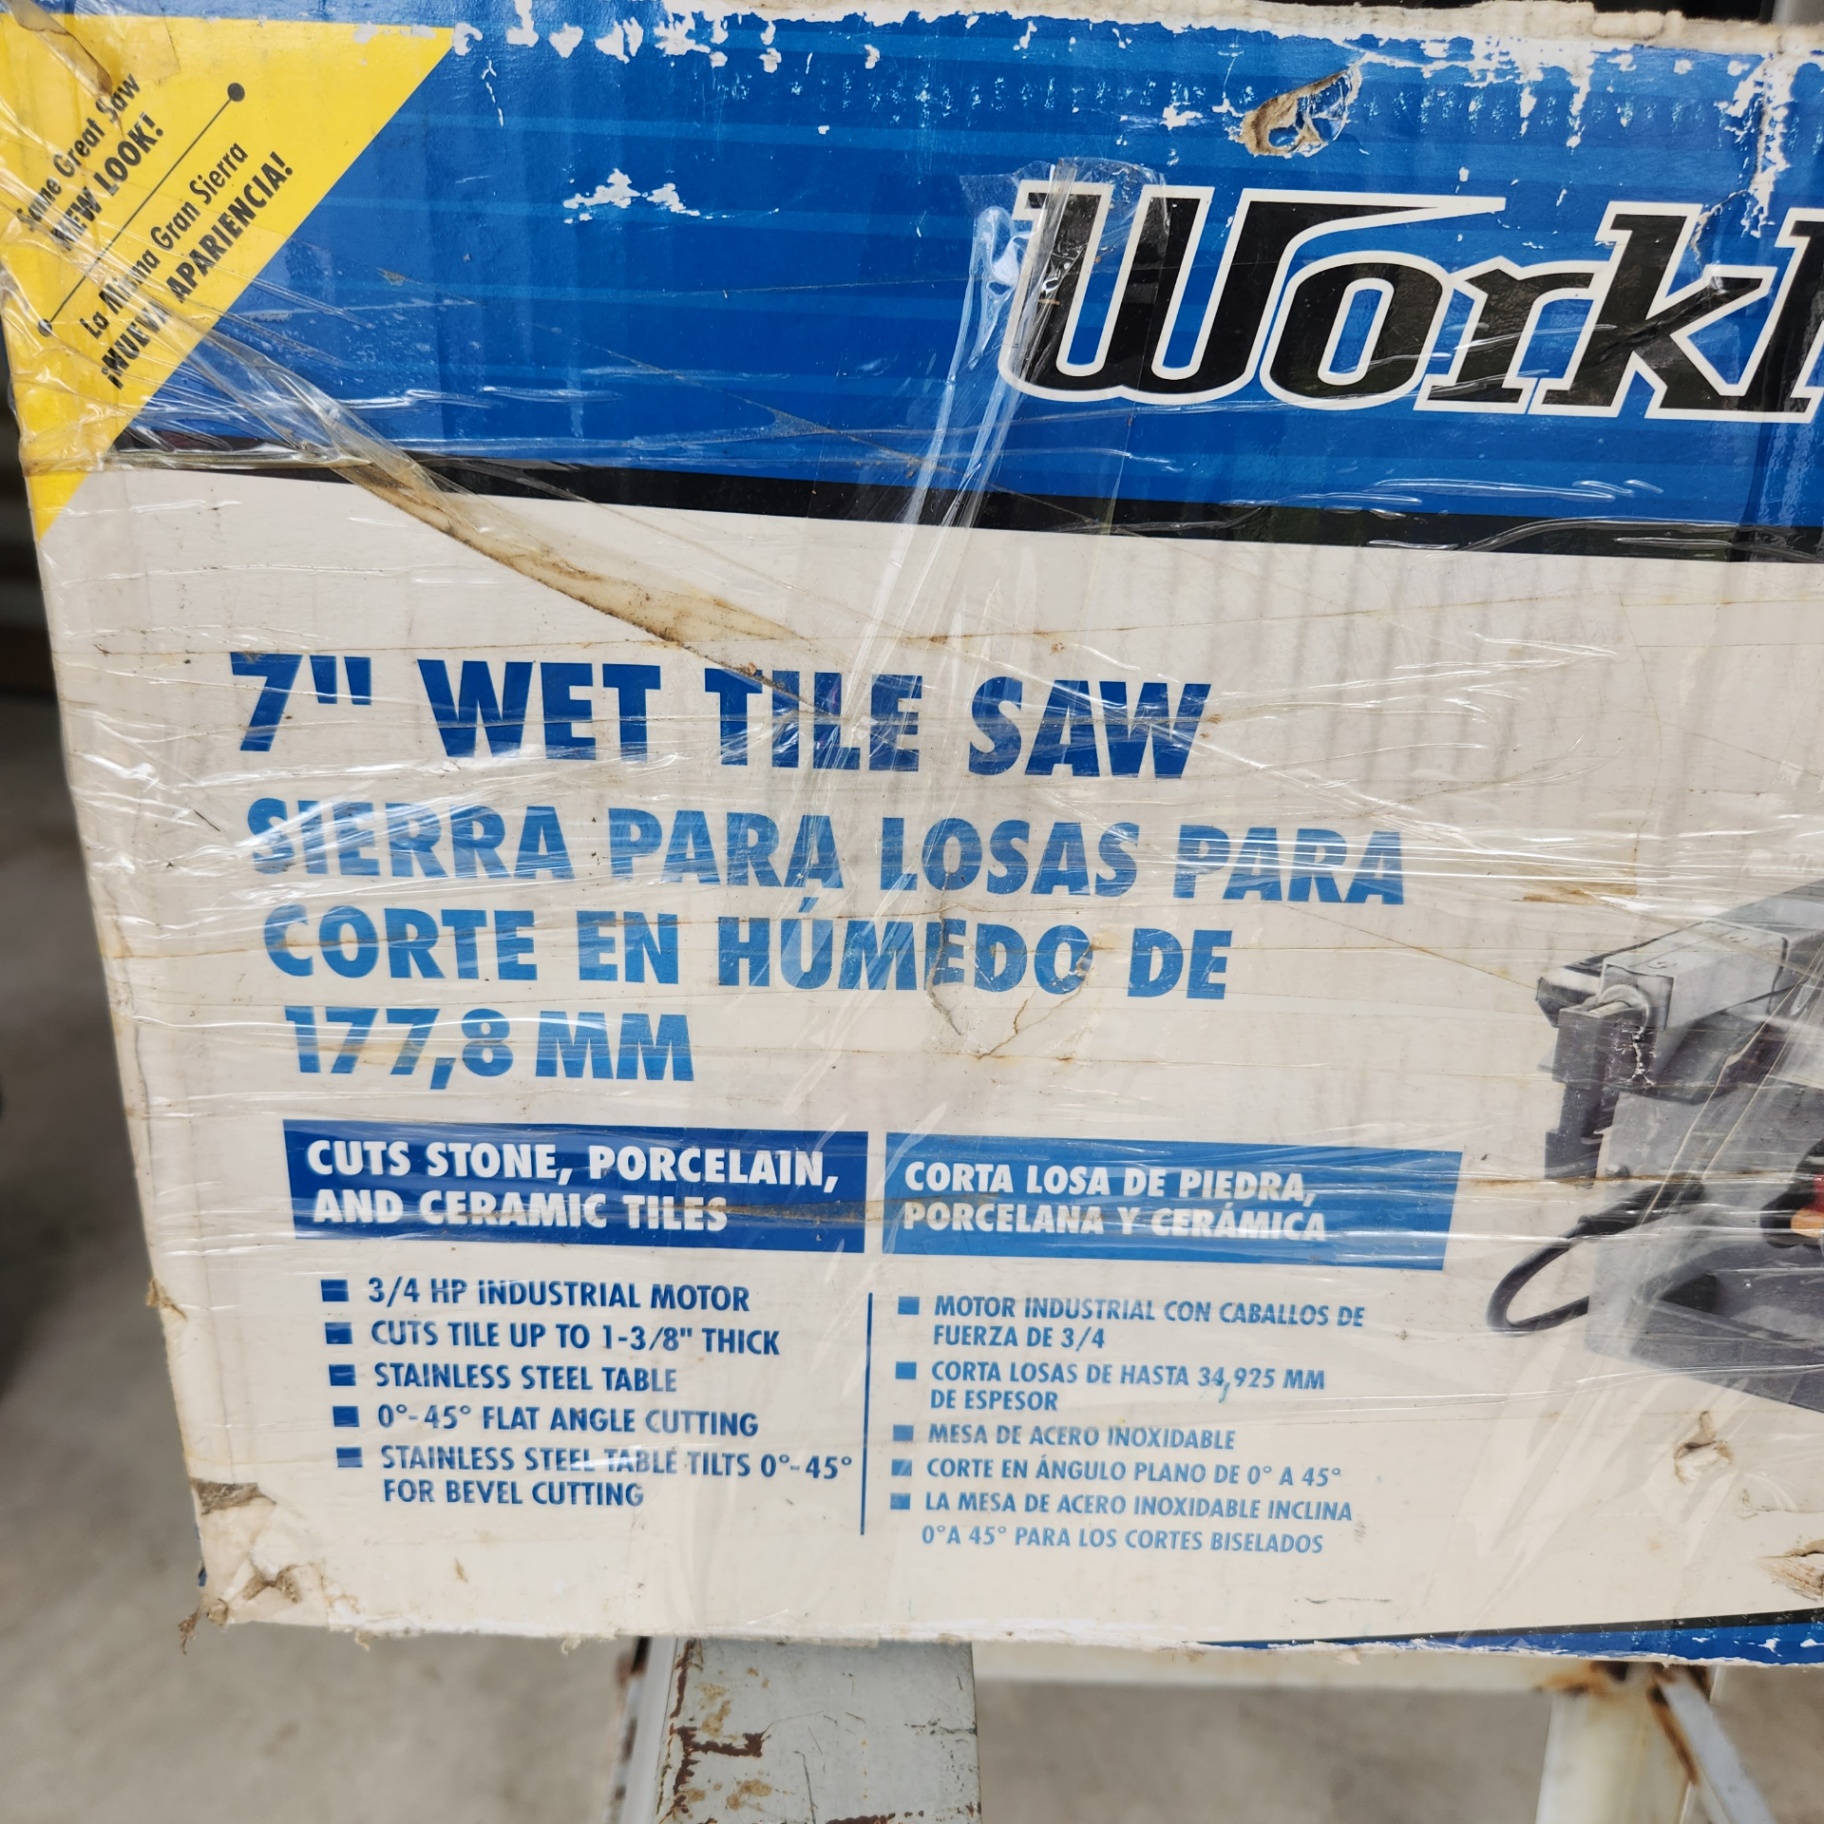 Same Great Saw
NEW LOOK!
La Misma Gran Sierra
¡NUEVA APARIENCIA!
Work
7" WET TILE SAW
SIERRA PARA LOSAS PARA
CORTE EN HÚMEDO DE
177,8 MM
CUTS STONE, PORCELAIN,
AND CERAMIC TILES
3/4 HP INDUSTRIAL MOTOR
CUTS TILE UP TO 1-3/8" THICK
STAINLESS STEEL TABLE
0°-45° FLAT ANGLE CUTTING
STAINLESS STEEL TABLE TILTS 0°-45°
FOR BEVEL CUTTING
CORTA LOSA DE PIEDRA,
PORCELANA Y CERÁMICA
MOTOR INDUSTRIAL CON CABALLOS DE
FUERZA DE 3/4
CORTA LOSAS DE HASTA 34,925 MM
DE ESPESOR
MESA DE ACERO INOXIDABLE
CORTE EN ÁNGULO PLANO DE 0° A 45°
LA MESA DE ACERO INOXIDABLE INCLINA
0°A 45° PARA LOS CORTES BISELADOS